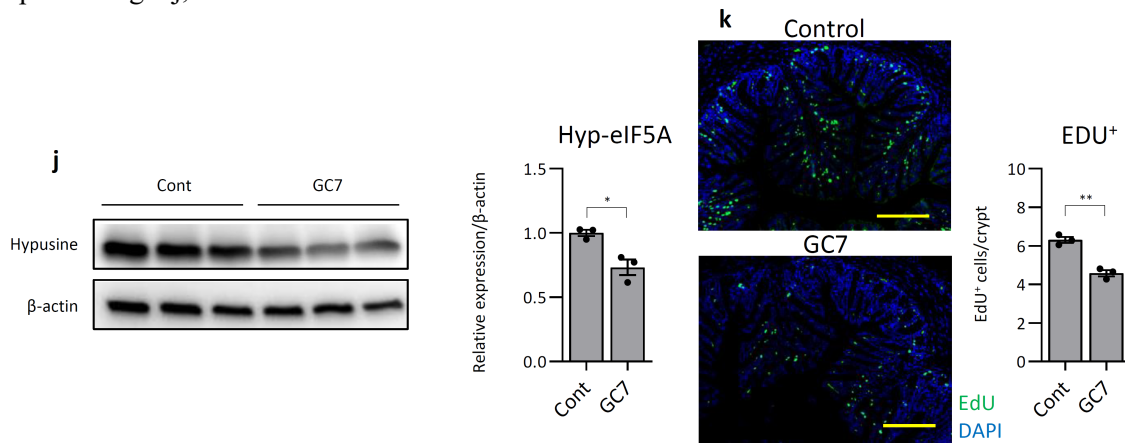 j
Cont GC7
Hypusine
β-actin
Hyp-eIF5A
Relative expression/β-actin
1.5
1.0
0.5
0.0
*
Cont
GC7
k
Control
GC7
EdU
DAPI
EDU⁺
EdU⁺ cells/crypt
10
8
6
4
2
0
**
Cont
GC7